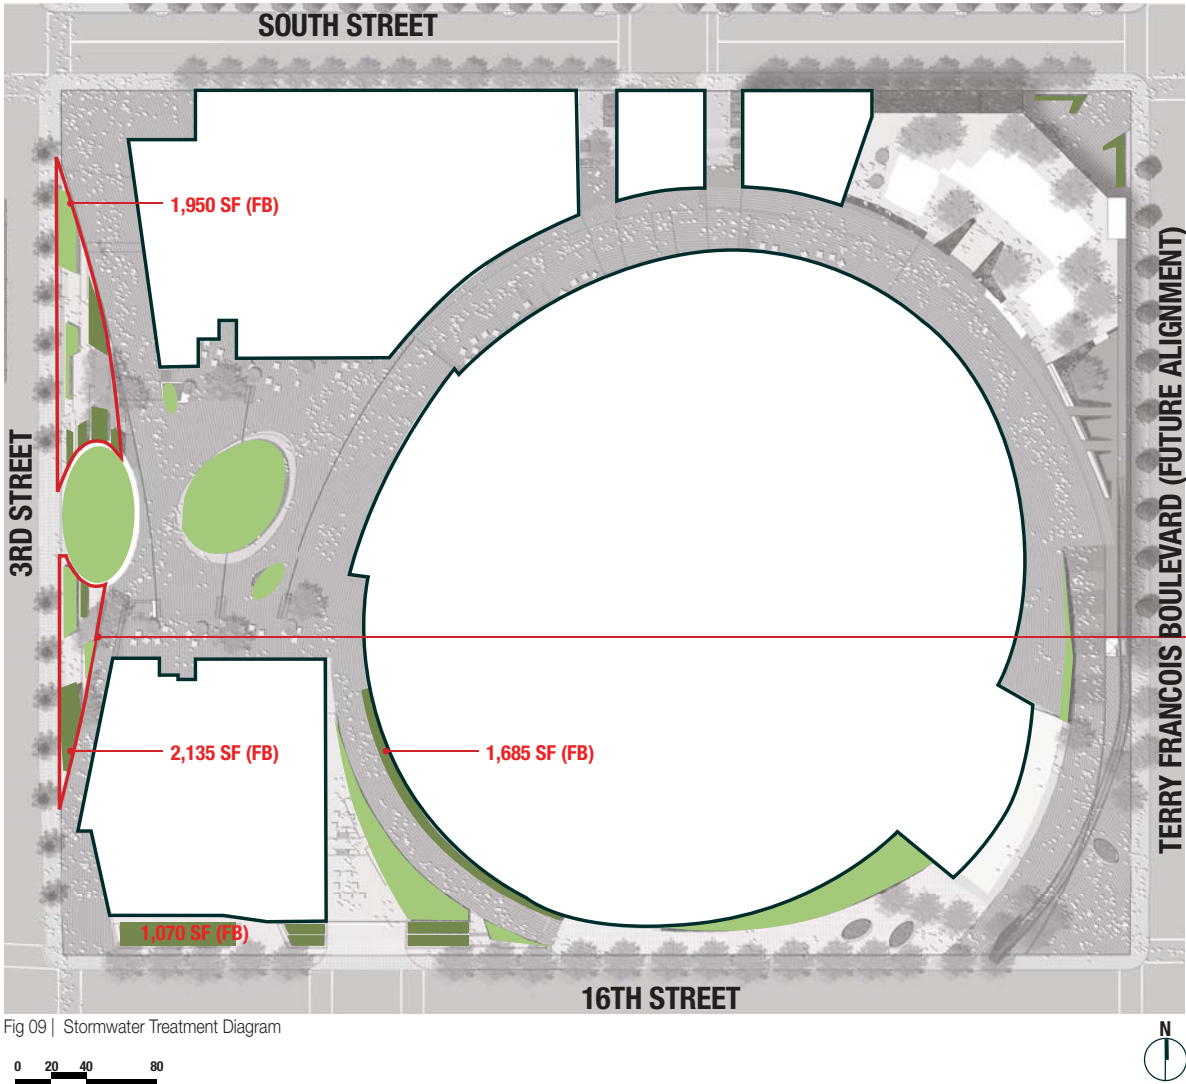 SOUTH STREET
1,950 SF (FB)
3RD STREET
TERRY FRANCOIS BOULEVARD (FUTURE ALIGNMENT)
2,135 SF (FB)
1,685 SF (FB)
1,070 SF (FB)
16TH STREET
Fig 09 | Stormwater Treatment Diagram
N
0 20 40 80